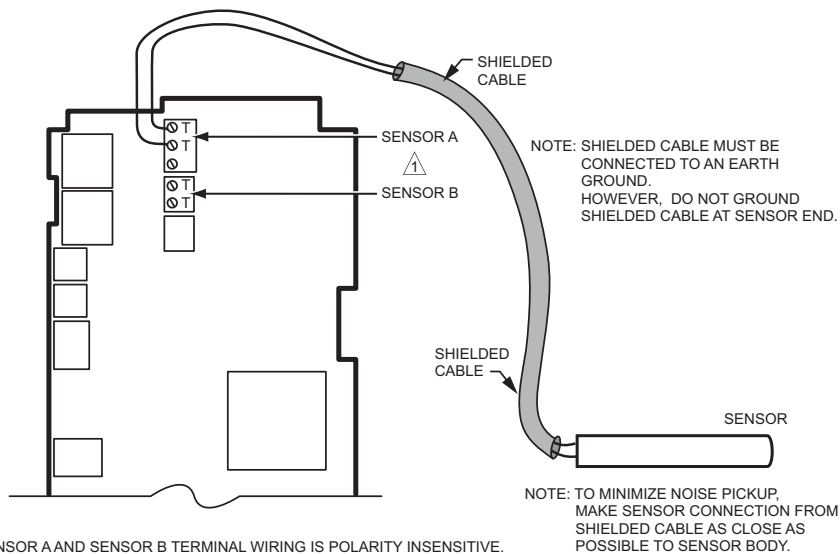 SHIELDED
CABLE
T
T
SENSOR A
1
T
T
SENSOR B
NOTE: SHIELDED CABLE MUST BE
CONNECTED TO AN EARTH
GROUND.
HOWEVER, DO NOT GROUND
SHIELDED CABLE AT SENSOR END.
SHIELDED
CABLE
SENSOR
NOTE: TO MINIMIZE NOISE PICKUP,
MAKE SENSOR CONNECTION FROM
SHIELDED CABLE AS CLOSE AS
POSSIBLE TO SENSOR BODY.
A AND SENSOR B TERMINAL WIRING IS POLARITY INSENSITIVE.